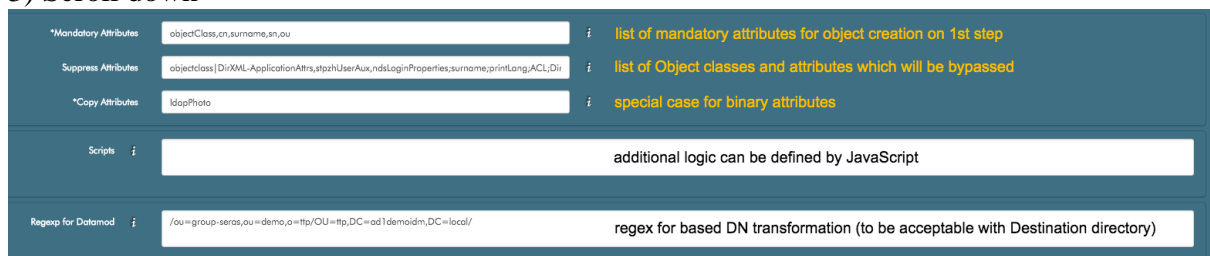 3) Scroll down
*Mandatory Attributes objectClass,cn,surname,sn,ou i list of mandatory attributes for object creation on 1st step
Suppress Attributes objectclass|DirXML-ApplicationAttrs,stpzhUserAux,ndsLoginProperties;surname;printLang;ACL;Dir i list of Object classes and attributes which will be bypassed
*Copy Attributes ldapPhoto i special case for binary attributes
Scripts i additional logic can be defined by JavaScript
Regexp for Datamod i /ou=group-seros,ou=demo,o=ttp/OU=ttp,DC=ad1demoidm,DC=local/ regex for based DN transformation (to be acceptable with Destination directory)